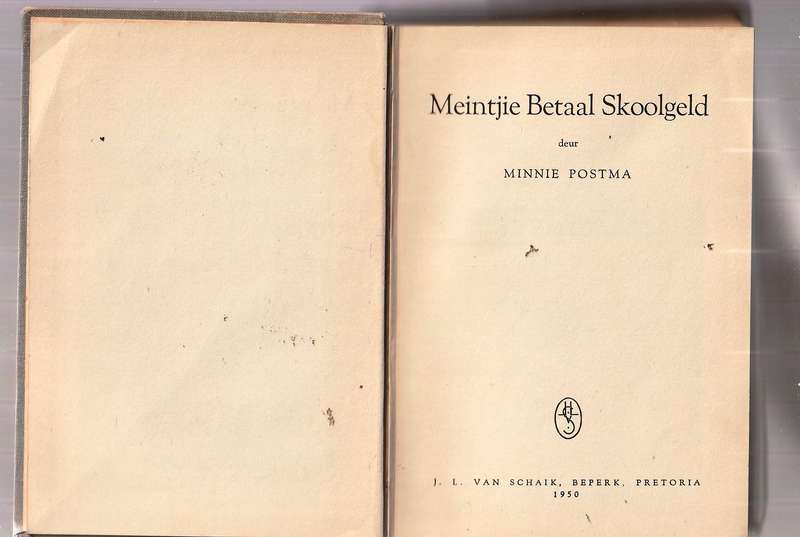 Meintjie Betaal Skoolgeld
deur
MINNIE POSTMA
J. L. VAN SCHAIK, BEPERK, PRETORIA
1950